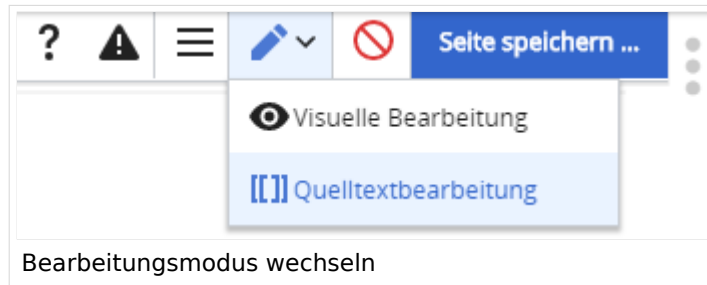 ? Seite speichern ...
Visuelle Bearbeitung
[[]] Quelltextbearbeitung
Bearbeitungsmodus wechseln